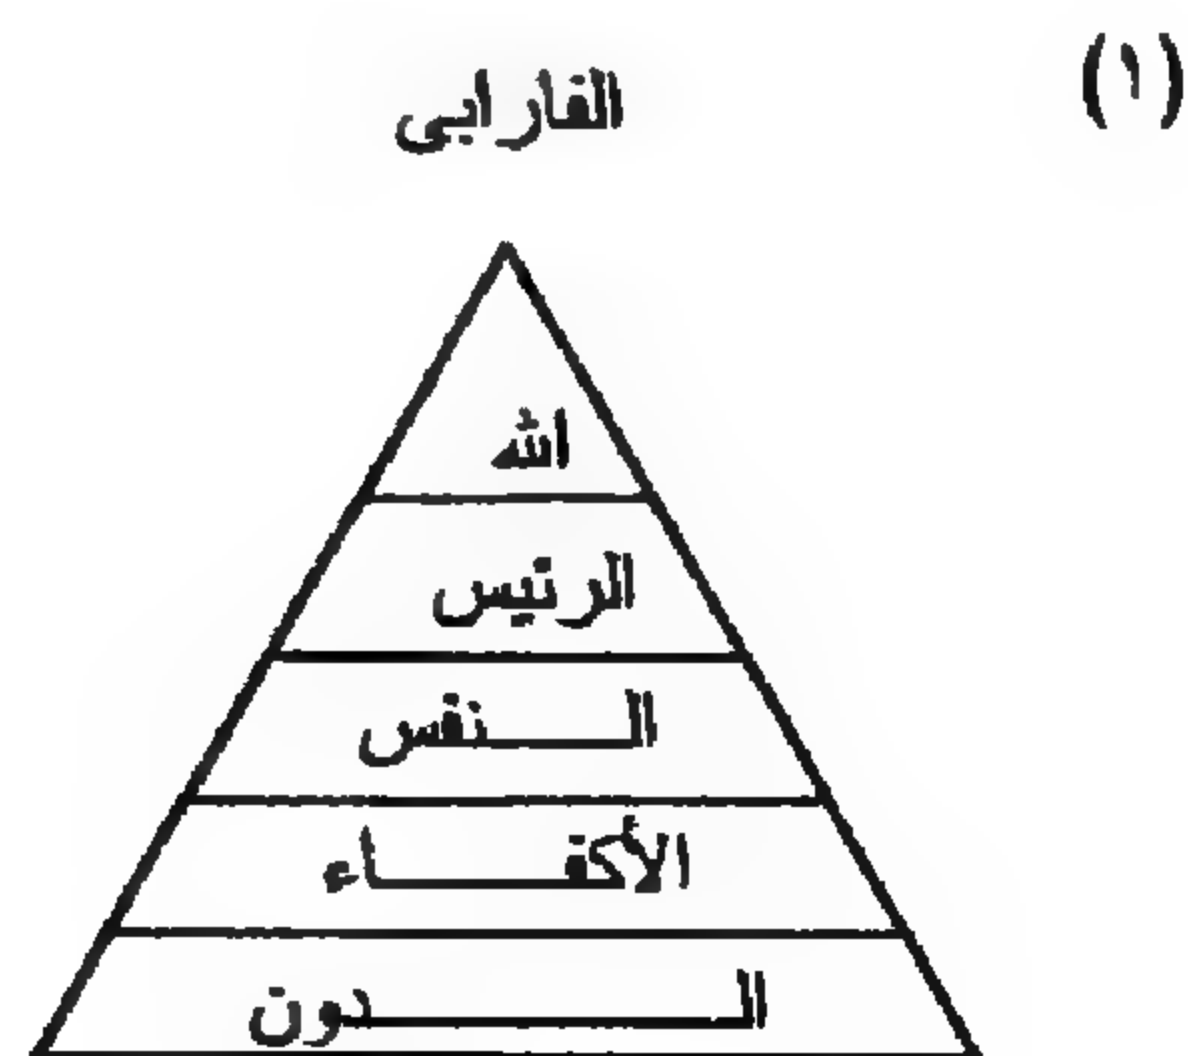 (١)
الفارابى
الله
الرئيس
النفس
الأكفاء
الدون